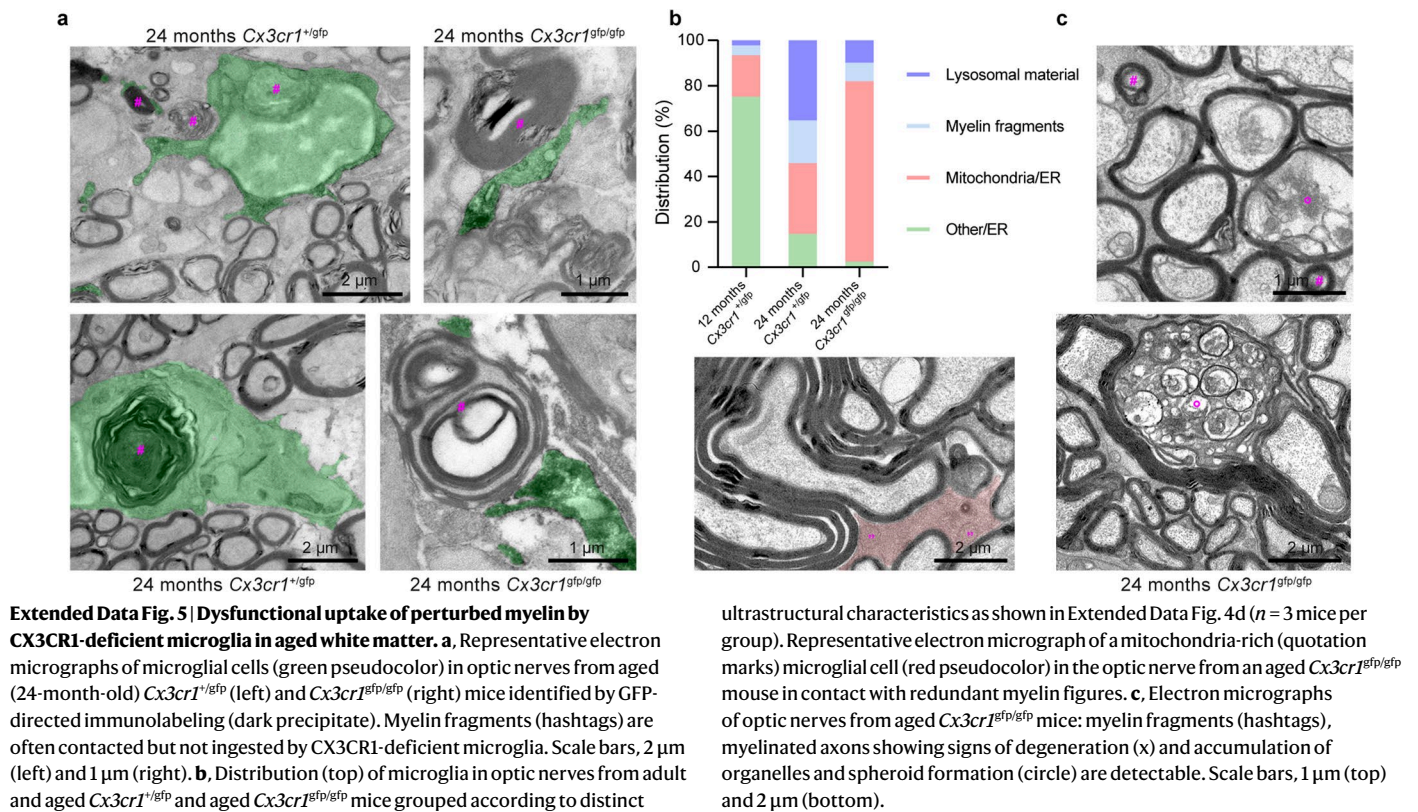 a
24 months Cx3cr1+/gfp
24 months Cx3cr1gfp/gfp
#
#
#
2 µm
#
1 µm
#
2 µm
24 months Cx3cr1+/gfp
#
1 µm
24 months Cx3cr1gfp/gfp
b
Distribution (%)
100
80
60
40
20
0
12 months
Cx3cr1+/gfp
24 months
Cx3cr1+/gfp
24 months
Cx3cr1gfp/gfp
Lysosomal material
Myelin fragments
Mitochondria/ER
Other/ER
"
"
2 µm
c
#
#
1 µm
2 µm
24 months Cx3cr1gfp/gfp
Extended Data Fig. 5 | Dysfunctional uptake of perturbed myelin by
CX3CR1-deficient microglia in aged white matter. a, Representative electron
micrographs of microglial cells (green pseudocolor) in optic nerves from aged
(24-month-old) Cx3cr1+/gfp (left) and Cx3cr1gfp/gfp (right) mice identified by GFP-
directed immunolabeling (dark precipitate). Myelin fragments (hashtags) are
often contacted but not ingested by CX3CR1-deficient microglia. Scale bars, 2 µm
(left) and 1 µm (right). b, Distribution (top) of microglia in optic nerves from adult
and aged Cx3cr1+/gfp and aged Cx3cr1gfp/gfp mice grouped according to distinct
ultrastructural characteristics as shown in Extended Data Fig. 4d (n = 3 mice per
group). Representative electron micrograph of a mitochondria-rich (quotation
marks) microglial cell (red pseudocolor) in the optic nerve from an aged Cx3cr1gfp/gfp
mouse in contact with redundant myelin figures. c, Electron micrographs
of optic nerves from aged Cx3cr1gfp/gfp mice: myelin fragments (hashtags),
myelinated axons showing signs of degeneration (x) and accumulation of
organelles and spheroid formation (circle) are detectable. Scale bars, 1 µm (top)
and 2 µm (bottom).